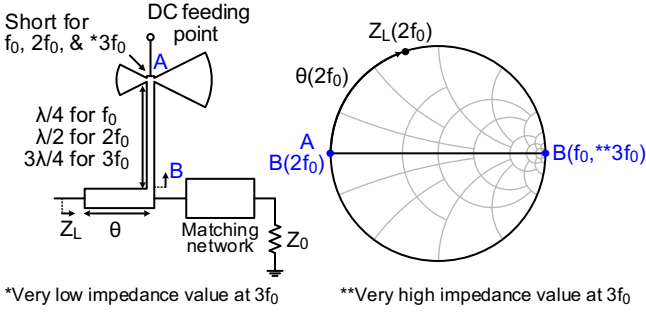 Short for
f₀, 2f₀, & *3f₀
DC feeding
point
A
λ/4 for f₀
λ/2 for 2f₀
3λ/4 for 3f₀
B
Z_L
θ
Matching
network
Z₀
Z_L(2f₀)
θ(2f₀)
A
B(2f₀)
B(f₀,**3f₀)
*Very low impedance value at 3f₀
**Very high impedance value at 3f₀